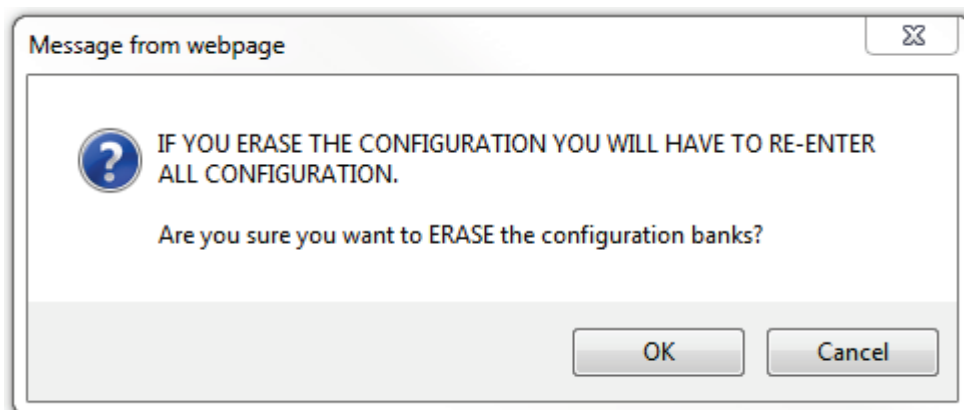 Message from webpage
IF YOU ERASE THE CONFIGURATION YOU WILL HAVE TO RE-ENTER
ALL CONFIGURATION.
Are you sure you want to ERASE the configuration banks?
OK Cancel